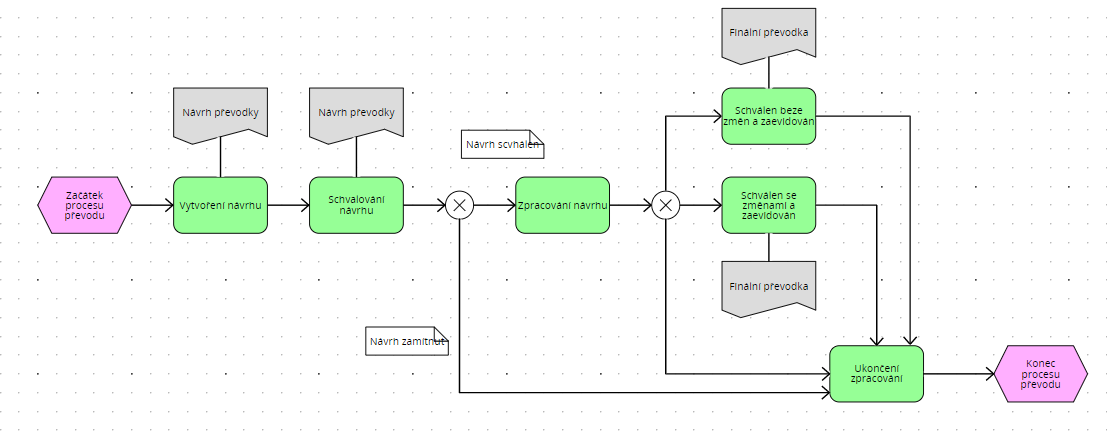 Finální převodka
Schválen beze
změn a zaevidován
Návrh převodky
Návrh převodky
Návrh scvhálen
Začátek
procesu
převodu
Vytvoření návrhu
Schvalování
návrhu
Zpracování návrhu
Schválen se
změnami a
zaevidován
Finální převodka
Návrh zamítnut
Ukončení
zpracování
Konec
procesu
převodu